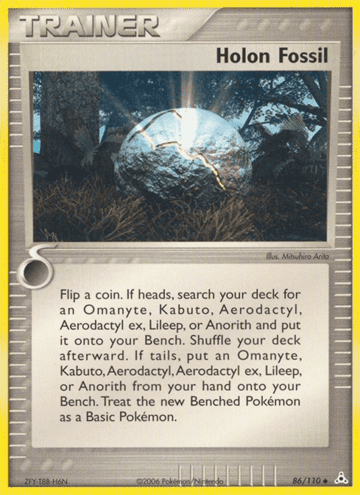 TRAINER
Holon Fossil
Illus. Mitsuhiro Arita
Flip a coin. If heads, search your deck for
an Omanyte, Kabuto, Aerodactyl,
Aerodactyl ex, Lileep, or Anorith and put
it onto your Bench. Shuffle your deck
afterward. If tails, put an Omanyte,
Kabuto, Aerodactyl, Aerodactyl ex, Lileep,
or Anorith from your hand onto your
Bench. Treat the new Benched Pokémon
as a Basic Pokémon.
ZFY-T88-H6N
©2006 Pokémon/Nintendo
86/110 ◆